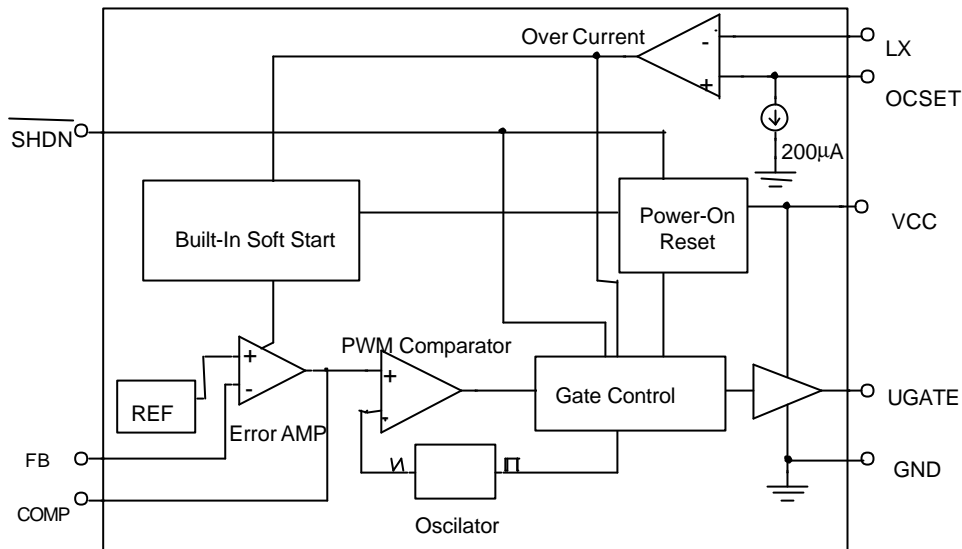 Over Current
-
+
LX
OCSET
200µA
SHDN
Built-In Soft Start
Power-On
Reset
VCC
PWM Comparator
REF
+
-
Error AMP
+
-
Gate Control
UGATE
FB
GND
COMP
Oscilator